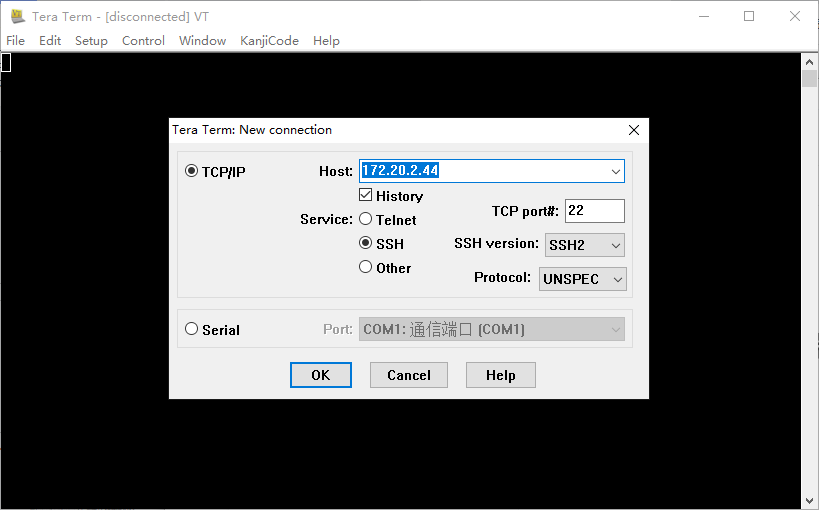 Tera Term - [disconnected] VT
File Edit Setup Control Window KanjiCode Help
Tera Term: New connection
TCP/IP Host: 172.20.2.44
History
Service: Telnet TCP port#: 22
SSH SSH version: SSH2
Other Protocol: UNSPEC
Serial Port: COM1: 通信端口 (COM1)
OK Cancel Help